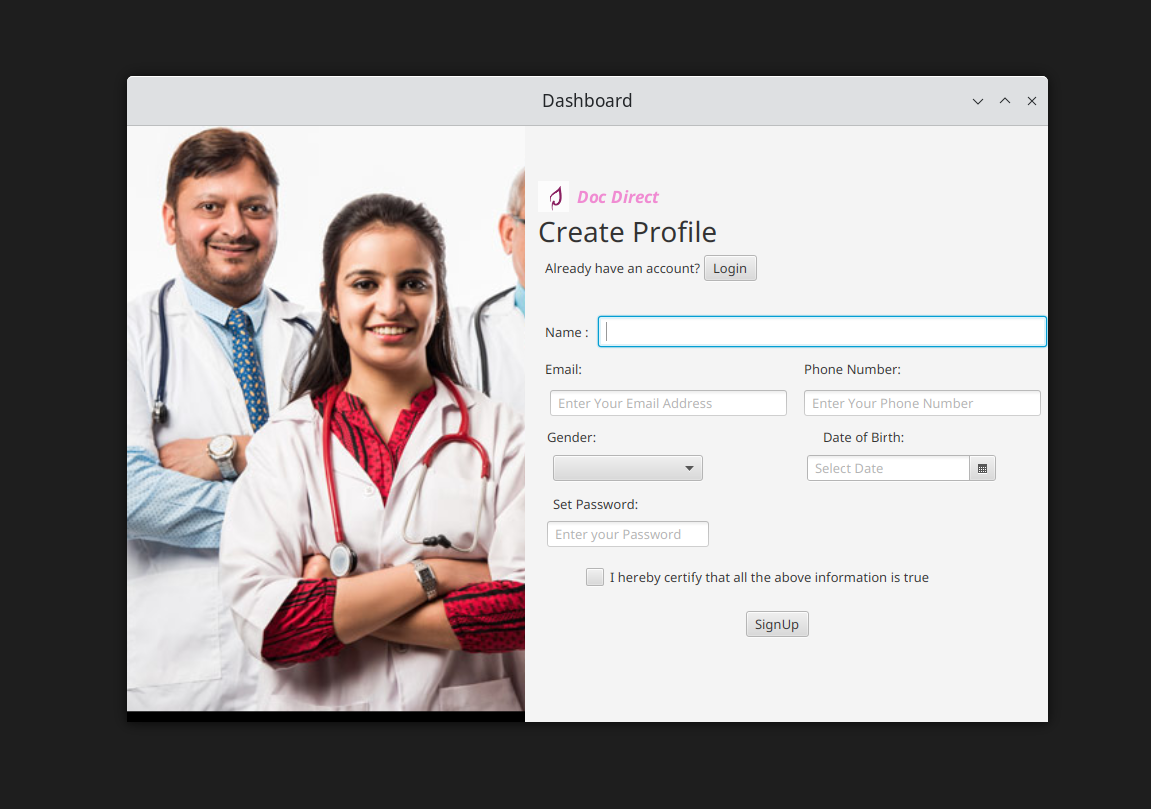 Dashboard
Doc Direct
Create Profile
Already have an account? Login
Name :
Email: Phone Number:
Enter Your Email Address Enter Your Phone Number
Gender: Date of Birth:
Select Date
Set Password:
Enter your Password
I hereby certify that all the above information is true
SignUp